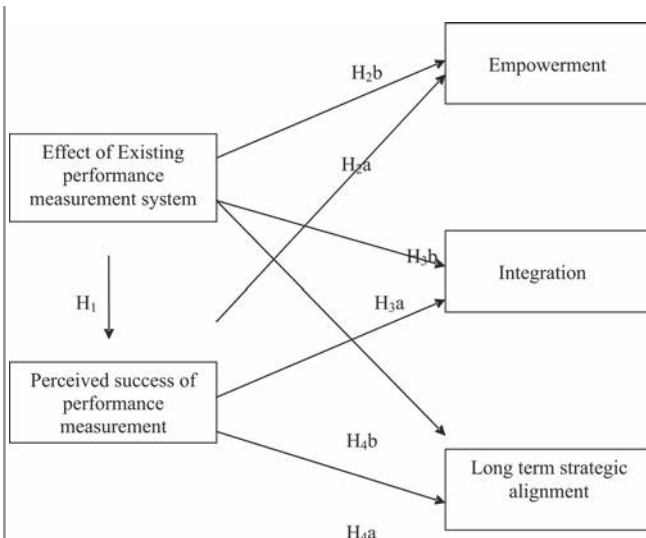 H₂b
Empowerment
Effect of Existing
performance
measurement system
H₂a
H₃b
Integration
H₁
H₃a
Perceived success of
performance
measurement
H₄b
Long term strategic
alignment
H₄a